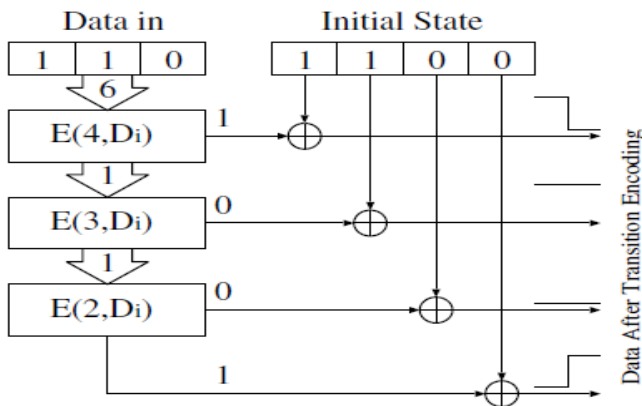 Data in Initial State
1 1 0 1 1 0 0
6
E(4,Di) 1
1
E(3,Di) 0
1
E(2,Di) 0
1
Data After Transition Encoding